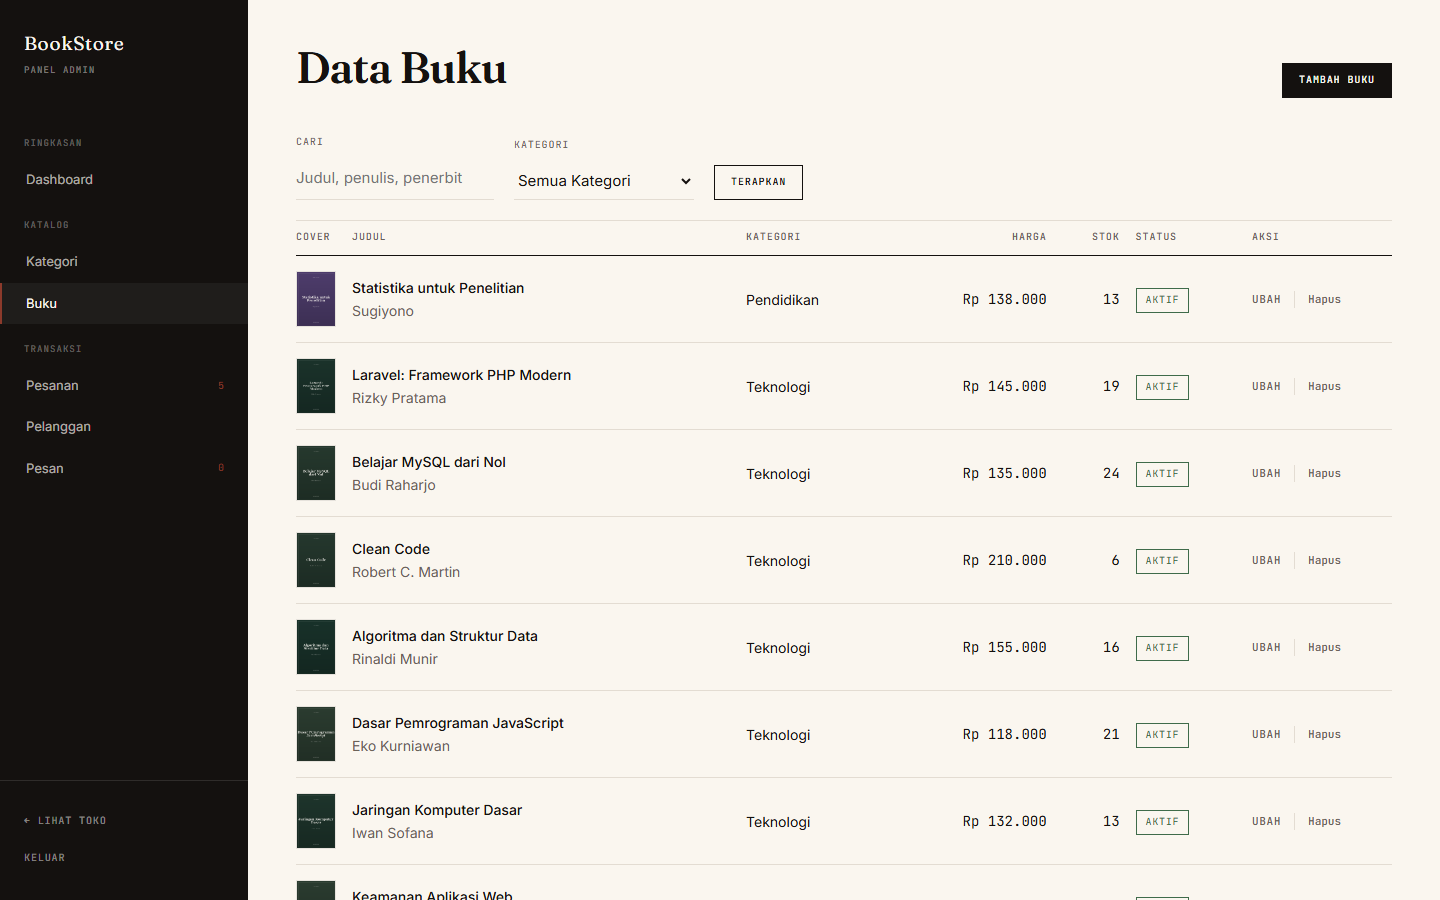 BookStore
PANEL ADMIN
RINGKASAN
Dashboard
KATALOG
Kategori
Buku
TRANSAKSI
Pesanan 5
Pelanggan
Pesan 0
← LIHAT TOKO
KELUAR
Data Buku
TAMBAH BUKU
CARI
KATEGORI
Judul, penulis, penerbit
Semua Kategori
TERAPKAN
COVER JUDUL KATEGORI HARGA STOK STATUS AKSI
Statistika untuk Penelitian
Sugiyono
Pendidikan Rp 138.000 13 AKTIF UBAH Hapus
Laravel: Framework PHP Modern
Rizky Pratama
Teknologi Rp 145.000 19 AKTIF UBAH Hapus
Belajar MySQL dari Nol
Budi Raharjo
Teknologi Rp 135.000 24 AKTIF UBAH Hapus
Clean Code
Robert C. Martin
Teknologi Rp 210.000 6 AKTIF UBAH Hapus
Algoritma dan Struktur Data
Rinaldi Munir
Teknologi Rp 155.000 16 AKTIF UBAH Hapus
Dasar Pemrograman JavaScript
Eko Kurniawan
Teknologi Rp 118.000 21 AKTIF UBAH Hapus
Jaringan Komputer Dasar
Iwan Sofana
Teknologi Rp 132.000 13 AKTIF UBAH Hapus
Keamanan Aplikasi Web